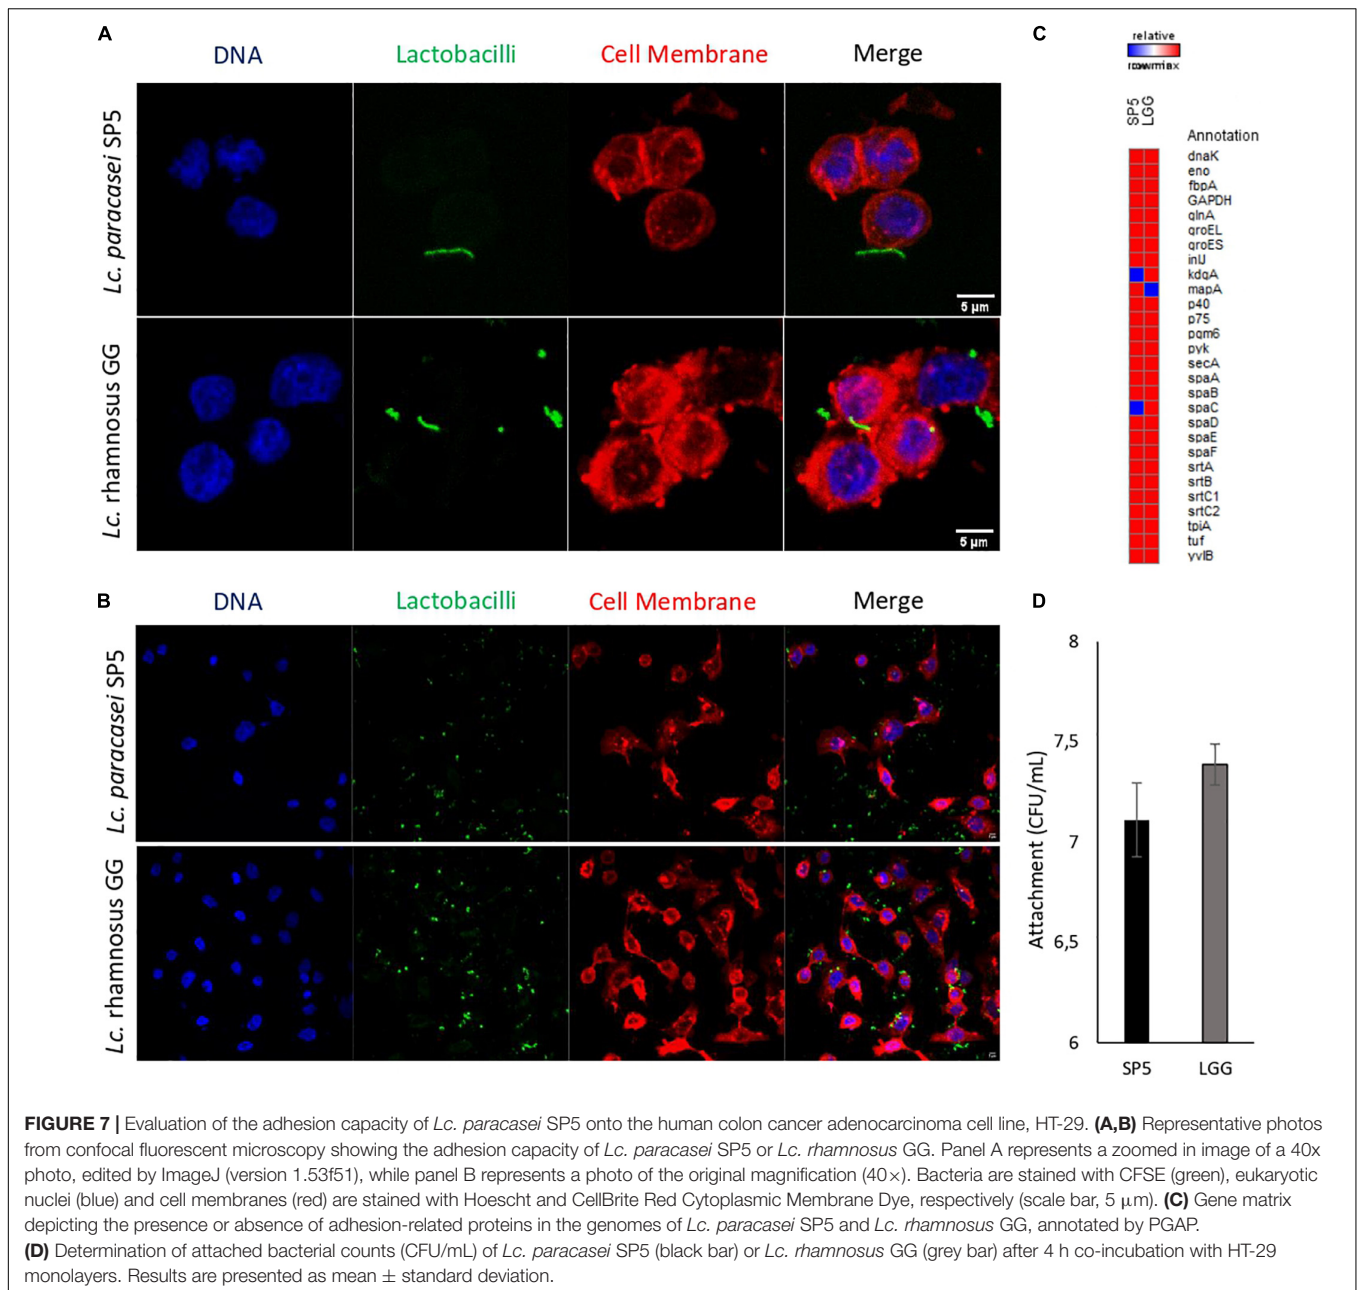 A
DNA
Lactobacilli
Cell Membrane
Merge
Lc. paracasei SP5
5 µm
Lc. rhamnosus GG
5 µm
B
DNA
Lactobacilli
Cell Membrane
Merge
Lc. paracasei SP5
Lc. rhamnosus GG
C
relative
SP5
LGG
Annotation
dnaK
eno
fbpA
GAPDH
glnA
groEL
groES
inlJ
kdgA
mapA
p40
p75
pgm6
pyk
secA
spaA
spaB
spaC
spaD
spaE
spaF
srtA
srtB
srtC1
srtC2
tpiA
tuf
yvlB
D
Attachment (CFU/mL)
8
7,5
7
6,5
6
SP5
LGG
FIGURE 7 | Evaluation of the adhesion capacity of Lc. paracasei SP5 onto the human colon cancer adenocarcinoma cell line, HT-29. (A,B) Representative photos
from confocal fluorescent microscopy showing the adhesion capacity of Lc. paracasei SP5 or Lc. rhamnosus GG. Panel A represents a zoomed in image of a 40x
photo, edited by ImageJ (version 1.53f51), while panel B represents a photo of the original magnification (40×). Bacteria are stained with CFSE (green), eukaryotic
nuclei (blue) and cell membranes (red) are stained with Hoescht and CellBrite Red Cytoplasmic Membrane Dye, respectively (scale bar, 5 µm). (C) Gene matrix
depicting the presence or absence of adhesion-related proteins in the genomes of Lc. paracasei SP5 and Lc. rhamnosus GG, annotated by PGAP.
(D) Determination of attached bacterial counts (CFU/mL) of Lc. paracasei SP5 (black bar) or Lc. rhamnosus GG (grey bar) after 4 h co-incubation with HT-29
monolayers. Results are presented as mean ± standard deviation.